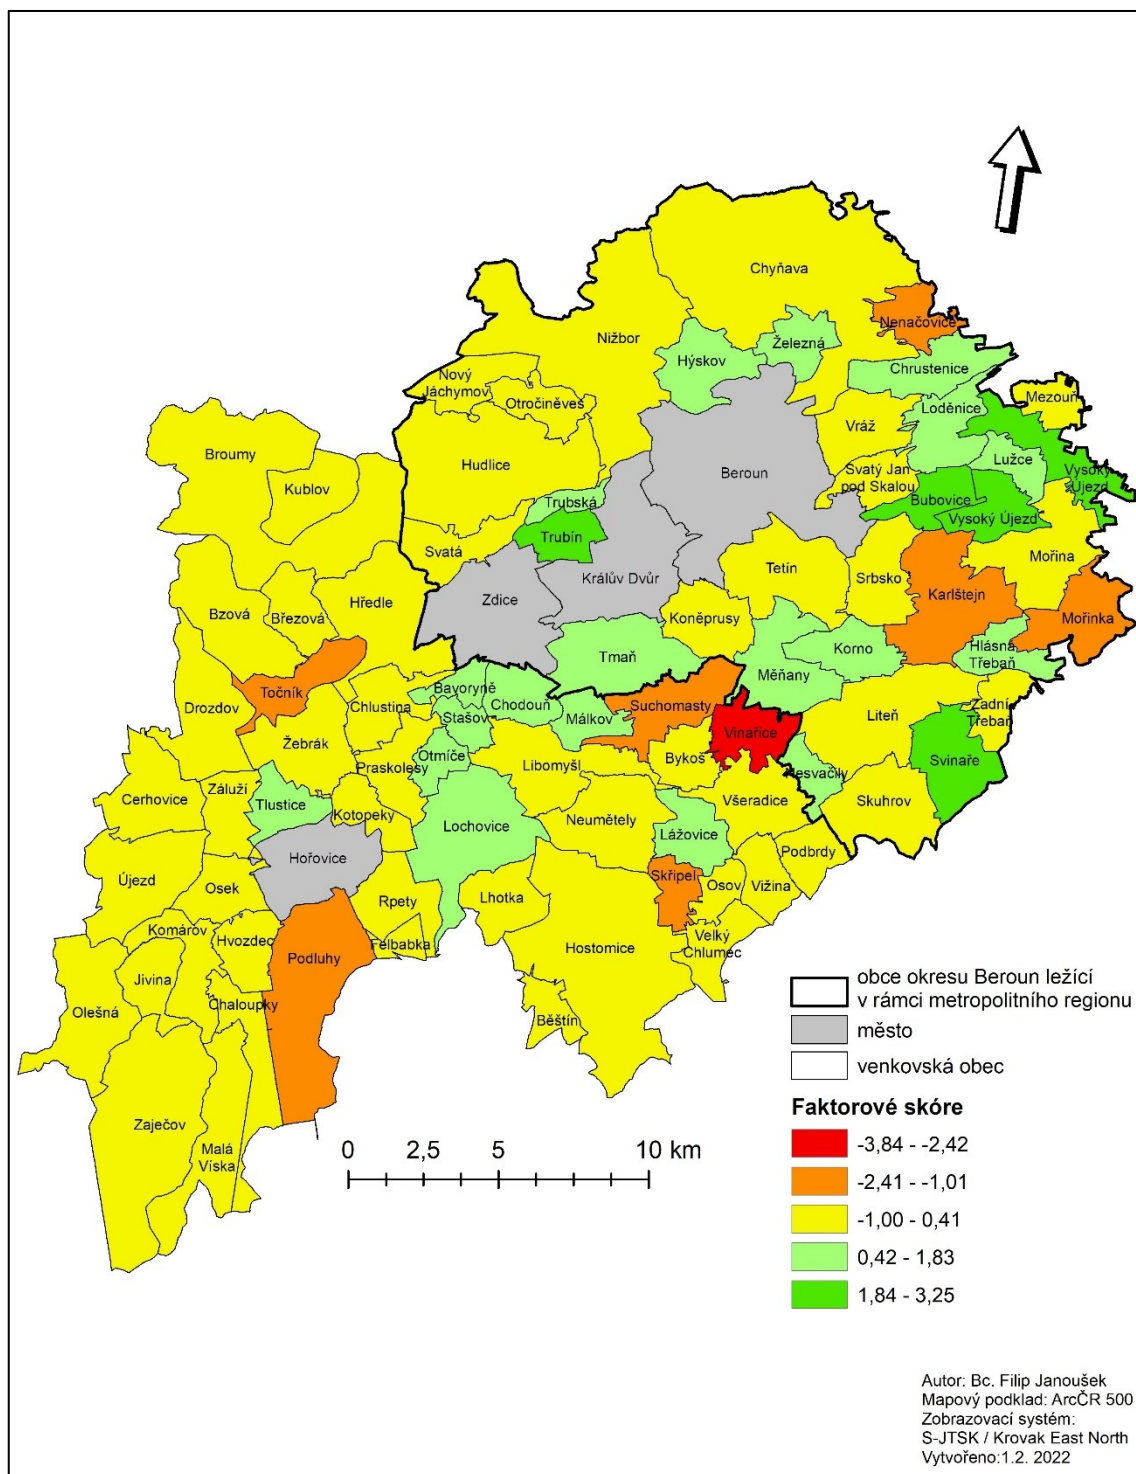 Chyňava
Nenačovice
Nižbor
Železná
Hýskov
Chrustenice
Nový
Jáchymov
Otročiněves
Mezouň
Loděnice
Vráž
Broumy
Hudlice
Beroun
Lužce
Vysoký
Újezd
Kublov
Svatý Jan
pod Skalou
Bubovice
Trubská
Vysoký Újezd
Trubín
Svatá
Mořina
Tetín
Srbsko
Králův Dvůr
Karlštejn
Hředle
Zdice
Bzová
Březová
Koněprusy
Mořinka
Hlásná
Třebaň
Korno
Tmaň
Měňany
Točník
Bavoryně
Drozdov
Chlustina
Chodouň
Suchomasty
Zadní
Třebaň
Stašov
Málkov
Liteň
Vinařice
Žebrák
Otmíče
Bykoš
Svinaře
Praskolesy
Libomyšl
Nesvačily
Cerhovice
Záluží
Tlustice
Všeradice
Skuhrov
Kotopeky
Neumětely
Lochovice
Lážovice
Hořovice
Podbrdy
Újezd
Osek
Skřipel
Osov
Vižina
Rpety
Lhotka
Komárov
Hvozdec
Felbabka
Velký
Chlumec
Podluhy
Hostomice
Jivina
Chaloupky
Olešná
Běštín
Zaječov
Malá
Víska
obce okresu Beroun ležící
v rámci metropolitního regionu
město
venkovská obec
Faktorové skóre
-3,84 - -2,42
-2,41 - -1,01
-1,00 - 0,41
0,42 - 1,83
1,84 - 3,25
0 2,5 5 10 km
Autor: Bc. Filip Janoušek
Mapový podklad: ArcČR 500
Zobrazovací systém:
S-JTSK / Krovak East North
Vytvořeno:1.2. 2022